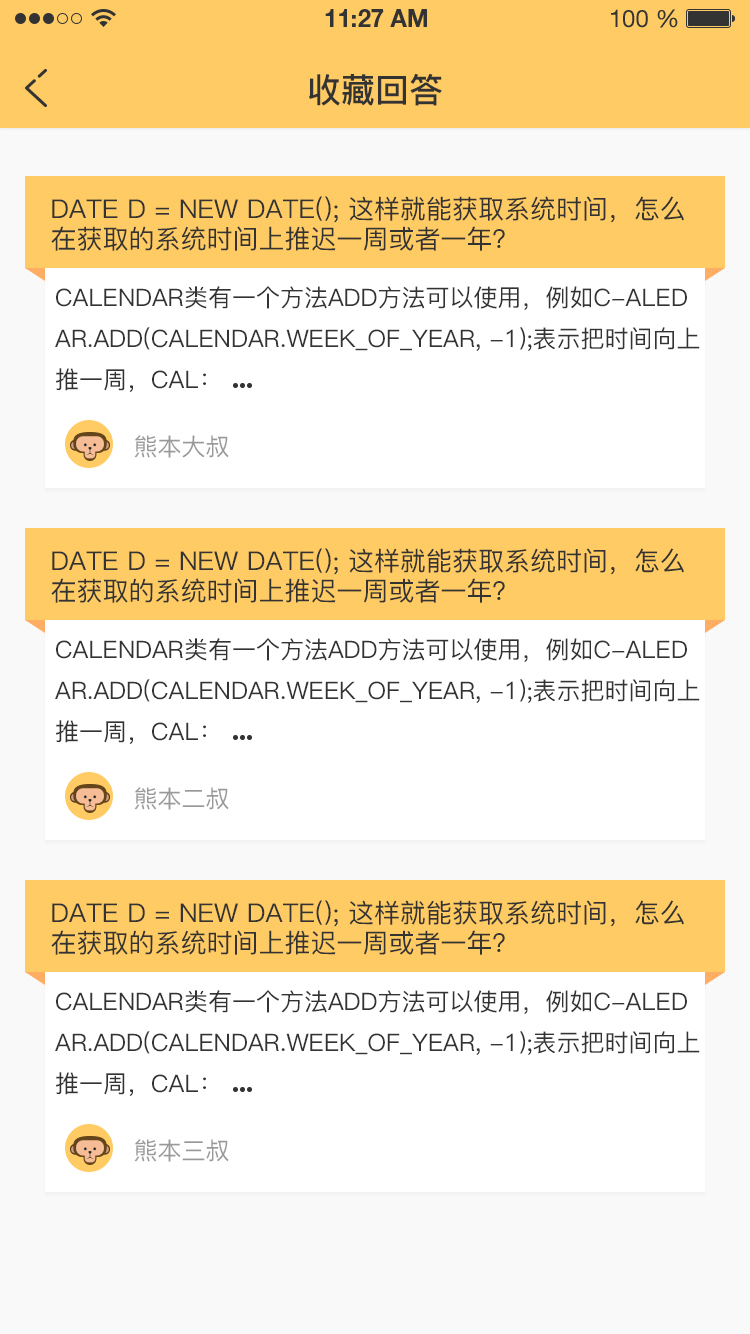 11:27 AM
100 %
收藏回答
DATE D = NEW DATE(); 这样就能获取系统时间，怎么
在获取的系统时间上推迟一周或者一年？
CALENDAR类有一个方法ADD方法可以使用，例如C-ALED
AR.ADD(CALENDAR.WEEK_OF_YEAR, -1);表示把时间向上
推一周，CAL： ...
熊本大叔
DATE D = NEW DATE(); 这样就能获取系统时间，怎么
在获取的系统时间上推迟一周或者一年？
CALENDAR类有一个方法ADD方法可以使用，例如C-ALED
AR.ADD(CALENDAR.WEEK_OF_YEAR, -1);表示把时间向上
推一周，CAL： ...
熊本二叔
DATE D = NEW DATE(); 这样就能获取系统时间，怎么
在获取的系统时间上推迟一周或者一年？
CALENDAR类有一个方法ADD方法可以使用，例如C-ALED
AR.ADD(CALENDAR.WEEK_OF_YEAR, -1);表示把时间向上
推一周，CAL： ...
熊本三叔